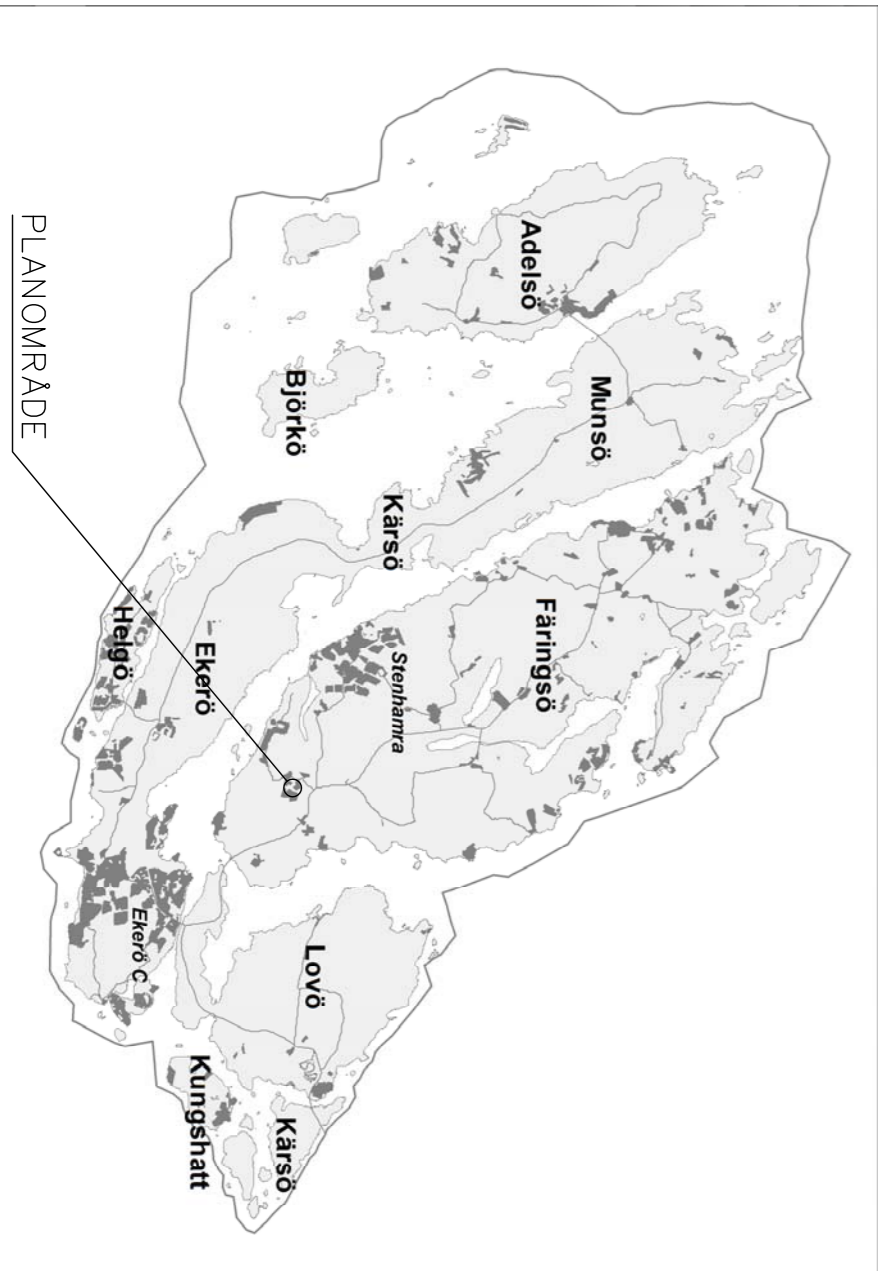 Munsö
Färingsö
Adelsö
Stenhamra
Kärsö
Lovö
Björkö
Kärsö
Ekerö
Kungshatt
Ekerö C
Helgö
PLANOMRÅDE